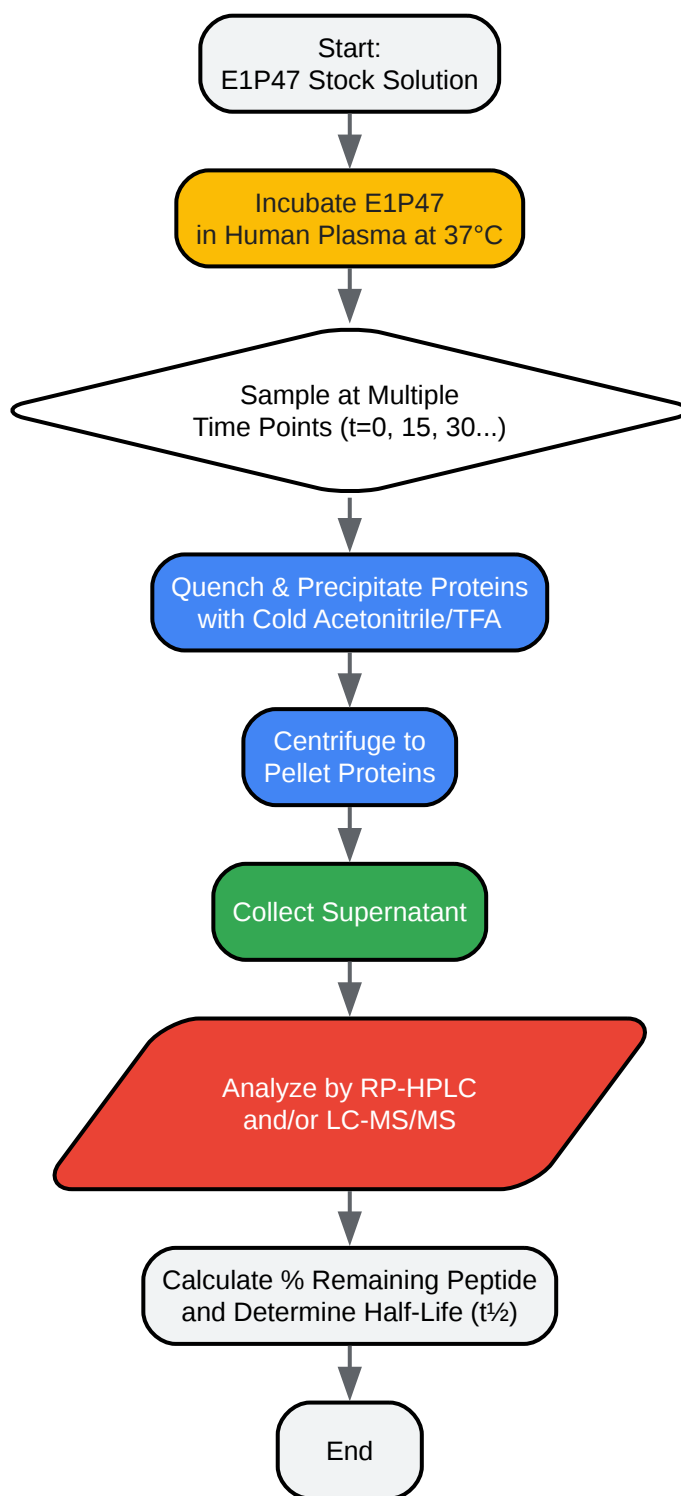 Start:
E1P47 Stock Solution
Incubate E1P47
in Human Plasma at 37°C
Sample at Multiple
Time Points (t=0, 15, 30...)
Quench & Precipitate Proteins
with Cold Acetonitrile/TFA
Centrifuge to
Pellet Proteins
Collect Supernatant
Analyze by RP-HPLC
and/or LC-MS/MS
Calculate % Remaining Peptide
and Determine Half-Life (t½)
End